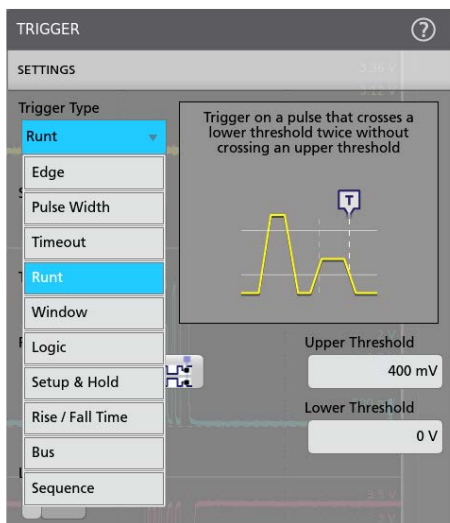 TRIGGER
?
SETTINGS
Trigger Type
Runt
Edge
Pulse Width
Timeout
Runt
Window
Logic
Setup & Hold
Rise / Fall Time
Bus
Sequence
Trigger on a pulse that crosses a
lower threshold twice without
crossing an upper threshold
T
Upper Threshold
400 mV
Lower Threshold
0 V